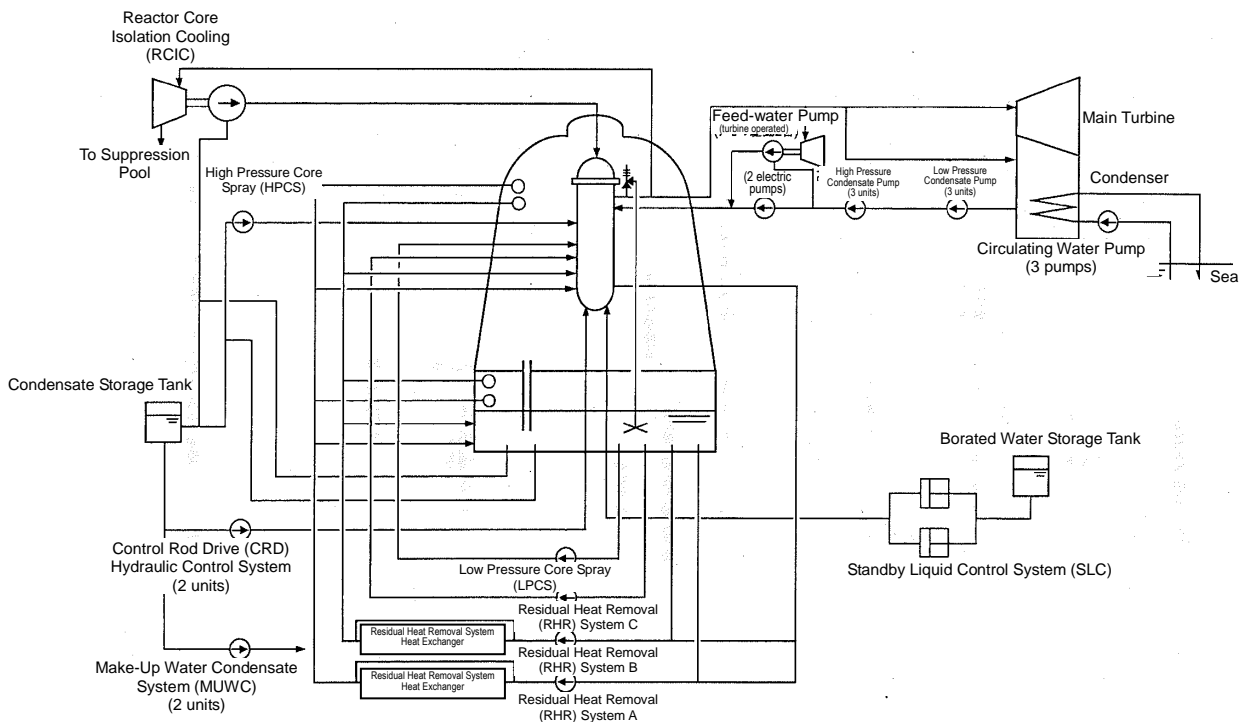 Reactor Core
Isolation Cooling
(RCIC)
To Suppression
Pool
High Pressure Core
Spray (HPCS)
Feed-water Pump
(turbine operated)
(2 electric
pumps)
High Pressure
Condensate Pump
(3 units)
Low Pressure
Condensate Pump
(3 units)
Main Turbine
Condenser
Circulating Water Pump
(3 pumps)
Sea
Condensate Storage Tank
Borated Water Storage Tank
Control Rod Drive (CRD)
Hydraulic Control System
(2 units)
Low Pressure Core Spray
(LPCS)
Standby Liquid Control System (SLC)
Residual Heat Removal
(RHR) System C
Residual Heat Removal System
Heat Exchanger
Residual Heat Removal
(RHR) System B
Make-Up Water Condensate
System (MUWC)
(2 units)
Residual Heat Removal System
Heat Exchanger
Residual Heat Removal
(RHR) System A